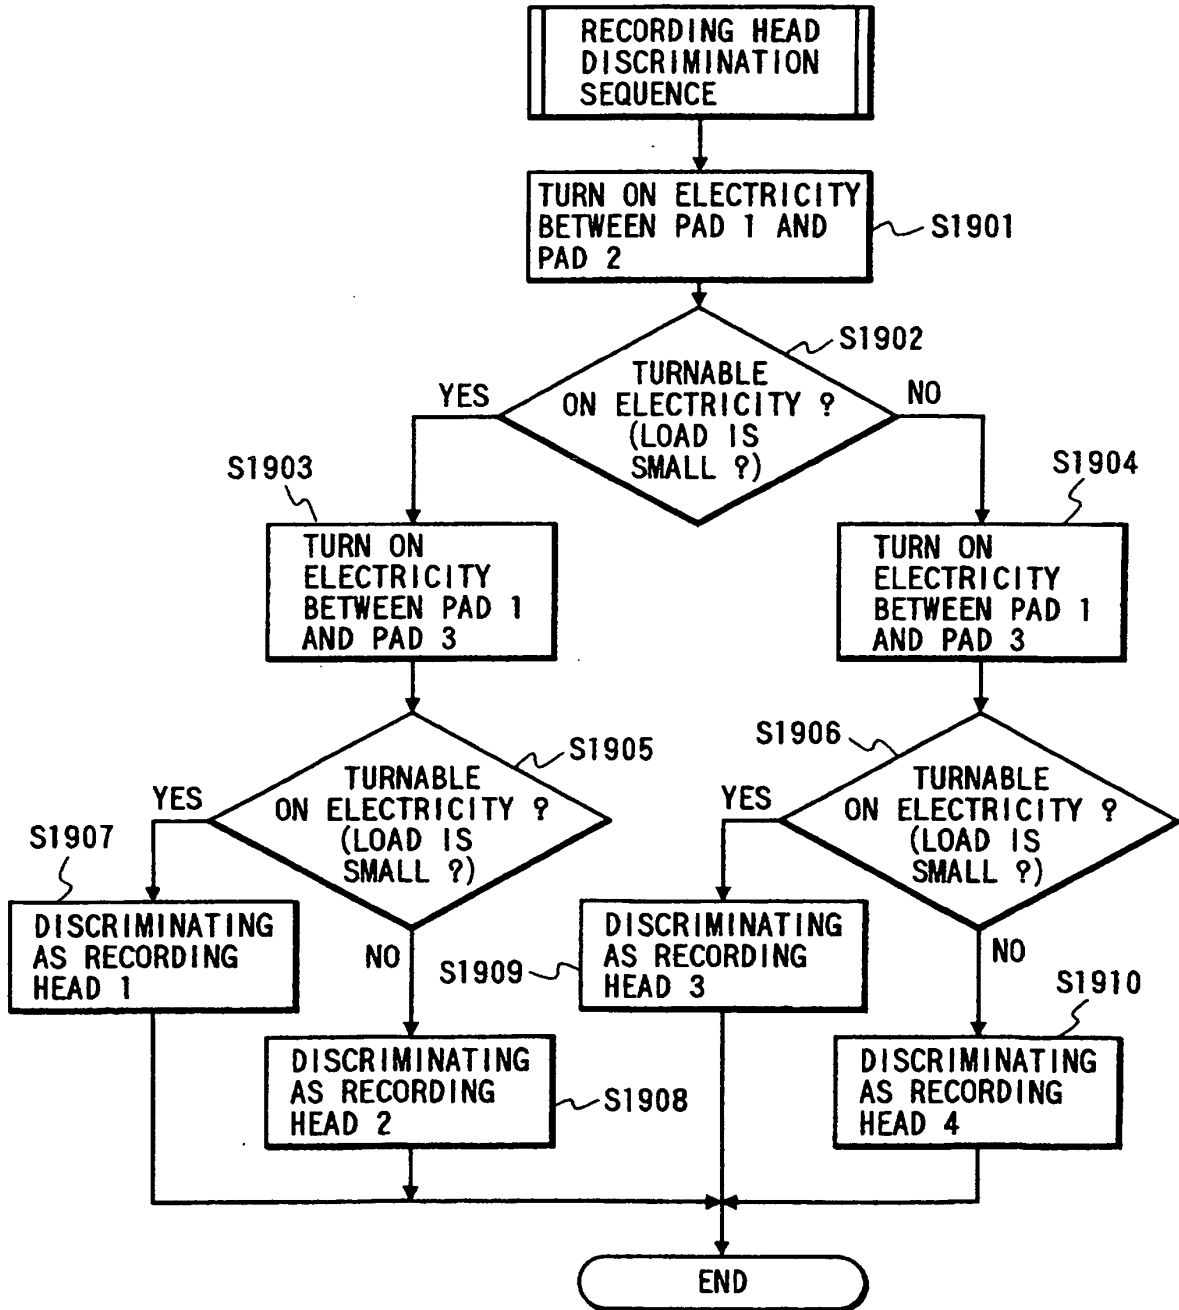 RECORDING HEAD
DISCRIMINATION
SEQUENCE
TURN ON ELECTRICITY
BETWEEN PAD 1 AND
PAD 2
S1901
S1902
TURNABLE
ON ELECTRICITY ?
(LOAD IS
SMALL ?)
YES
NO
S1903
TURN ON
ELECTRICITY
BETWEEN PAD 1
AND PAD 3
S1904
TURN ON
ELECTRICITY
BETWEEN PAD 1
AND PAD 3
S1905
TURNABLE
ON ELECTRICITY ?
(LOAD IS
SMALL ?)
YES
NO
S1906
TURNABLE
ON ELECTRICITY ?
(LOAD IS
SMALL ?)
YES
NO
S1907
DISCRIMINATING
AS RECORDING
HEAD 1
DISCRIMINATING
AS RECORDING
HEAD 2
S1908
S1909
DISCRIMINATING
AS RECORDING
HEAD 3
S1910
DISCRIMINATING
AS RECORDING
HEAD 4
END